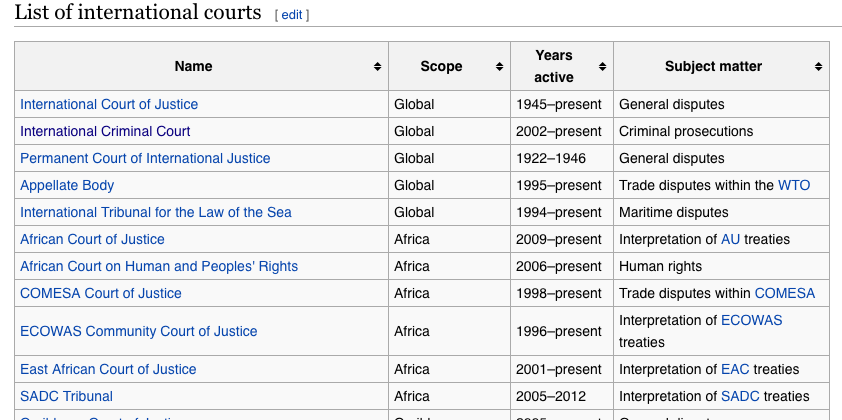 List of international courts [ edit ]
Name Scope Years active Subject matter
International Court of Justice Global 1945–present General disputes
International Criminal Court Global 2002–present Criminal prosecutions
Permanent Court of International Justice Global 1922–1946 General disputes
Appellate Body Global 1995–present Trade disputes within the WTO
International Tribunal for the Law of the Sea Global 1994–present Maritime disputes
African Court of Justice Africa 2009–present Interpretation of AU treaties
African Court on Human and Peoples' Rights Africa 2006–present Human rights
COMESA Court of Justice Africa 1998–present Trade disputes within COMESA
ECOWAS Community Court of Justice Africa 1996–present Interpretation of ECOWAS treaties
East African Court of Justice Africa 2001–present Interpretation of EAC treaties
SADC Tribunal Africa 2005–2012 Interpretation of SADC treaties